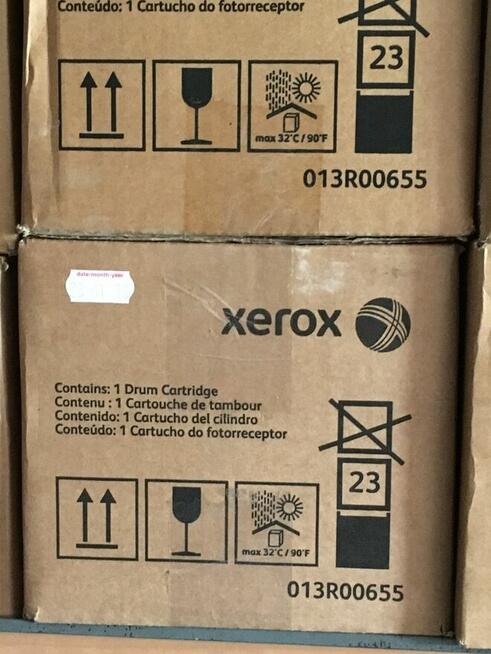 Conteúdo: 1 Cartucho do fotorreceptor
23
max 32°C / 90°F
013R00655
date·month·year
xerox
Contains: 1 Drum Cartridge
Contenu : 1 Cartouche de tambour
Contenido: 1 Cartucho del cilindro
Conteúdo: 1 Cartucho do fotorreceptor
23
max 32°C / 90°F
013R00655